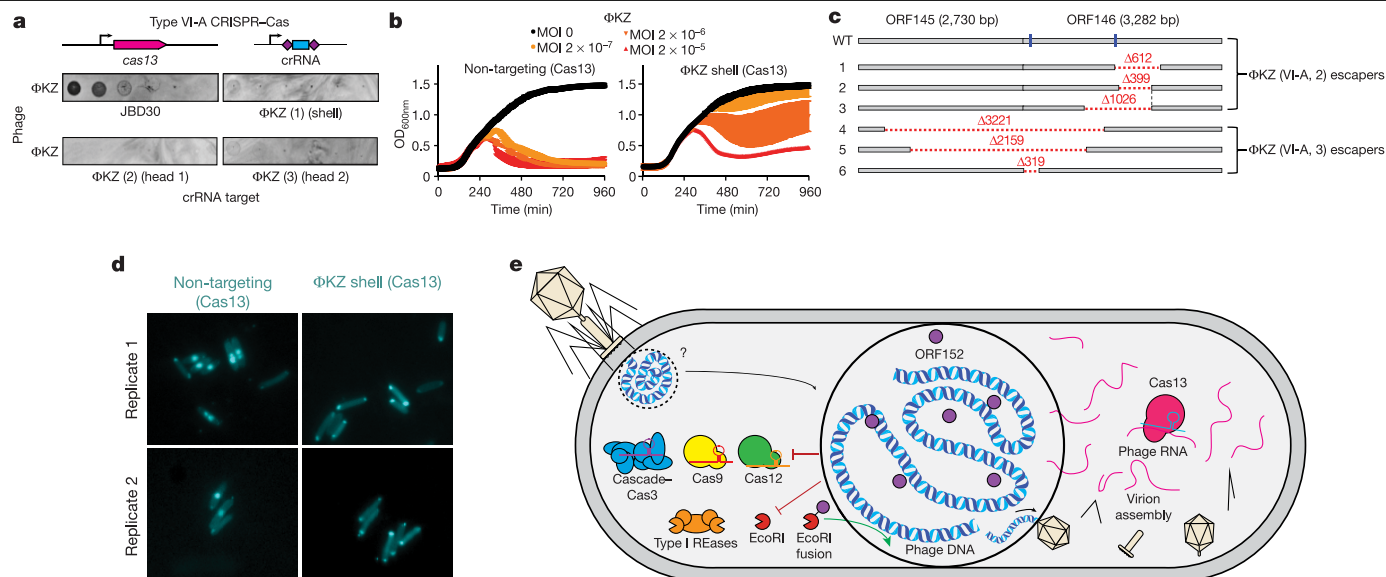 a
Type VI-A CRISPR–Cas
cas13
crRNA
Phage
ΦKZ
JBD30
ΦKZ (1) (shell)
ΦKZ
ΦKZ (2) (head 1)
ΦKZ (3) (head 2)
crRNA target
b
ΦKZ
MOI 0
MOI 2 × 10⁻⁶
MOI 2 × 10⁻⁷
MOI 2 × 10⁻⁵
Non-targeting (Cas13)
ΦKZ shell (Cas13)
OD600nm
1.5
1.0
0.5
0
0
240
480
720
960
Time (min)
1.5
1.0
0.5
0
0
240
480
720
960
Time (min)
c
ORF145 (2,730 bp)
ORF146 (3,282 bp)
WT
1
Δ612
2
Δ399
3
Δ1026
ΦKZ (VI-A, 2) escapers
4
Δ3221
5
Δ2159
6
Δ319
ΦKZ (VI-A, 3) escapers
d
Non-targeting
(Cas13)
ΦKZ shell (Cas13)
Replicate 1
Replicate 2
e
?
ORF152
Cas13
Phage RNA
Cascade–
Cas3
Cas9
Cas12
Virion
assembly
Type I REases
EcoRI
EcoRI
fusion
Phage DNA